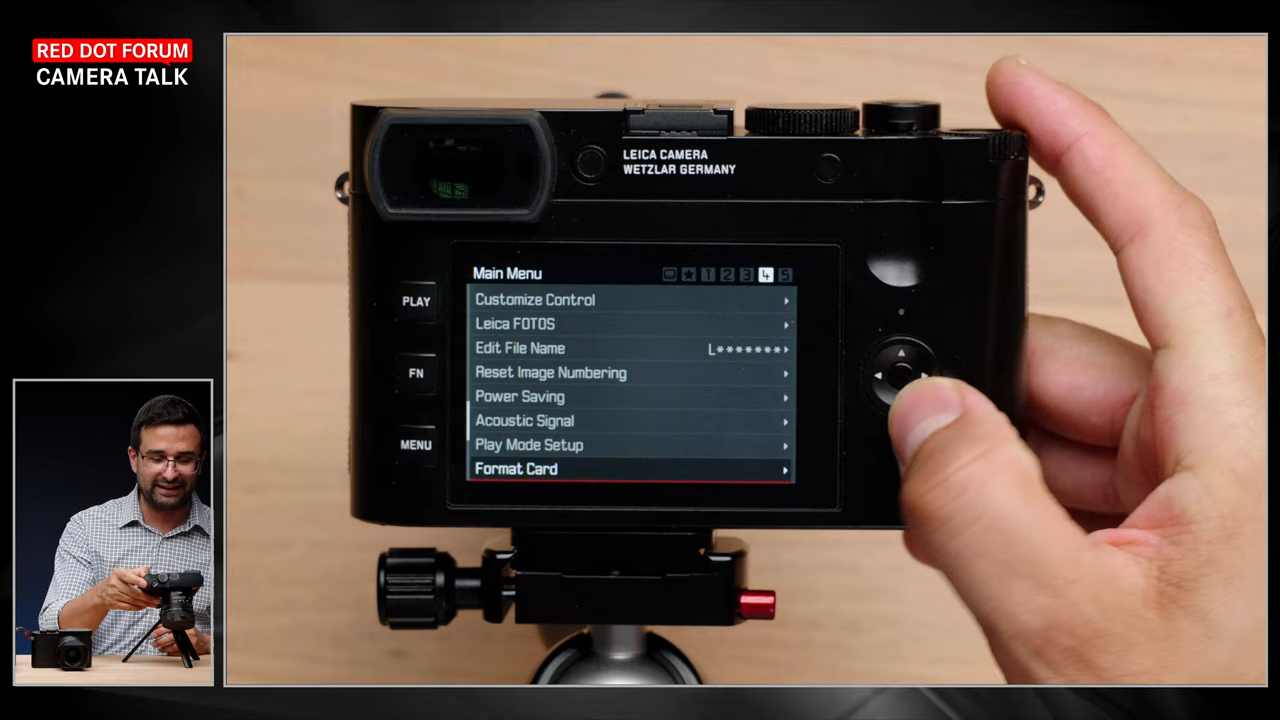 RED DOT FORUM
CAMERA TALK
LEICA CAMERA
WETZLAR GERMANY
PLAY
FN
MENU
Main Menu
1 2 3 4 5
Customize Control
Leica FOTOS
Edit File Name L*******
Reset Image Numbering
Power Saving
Acoustic Signal
Play Mode Setup
Format Card